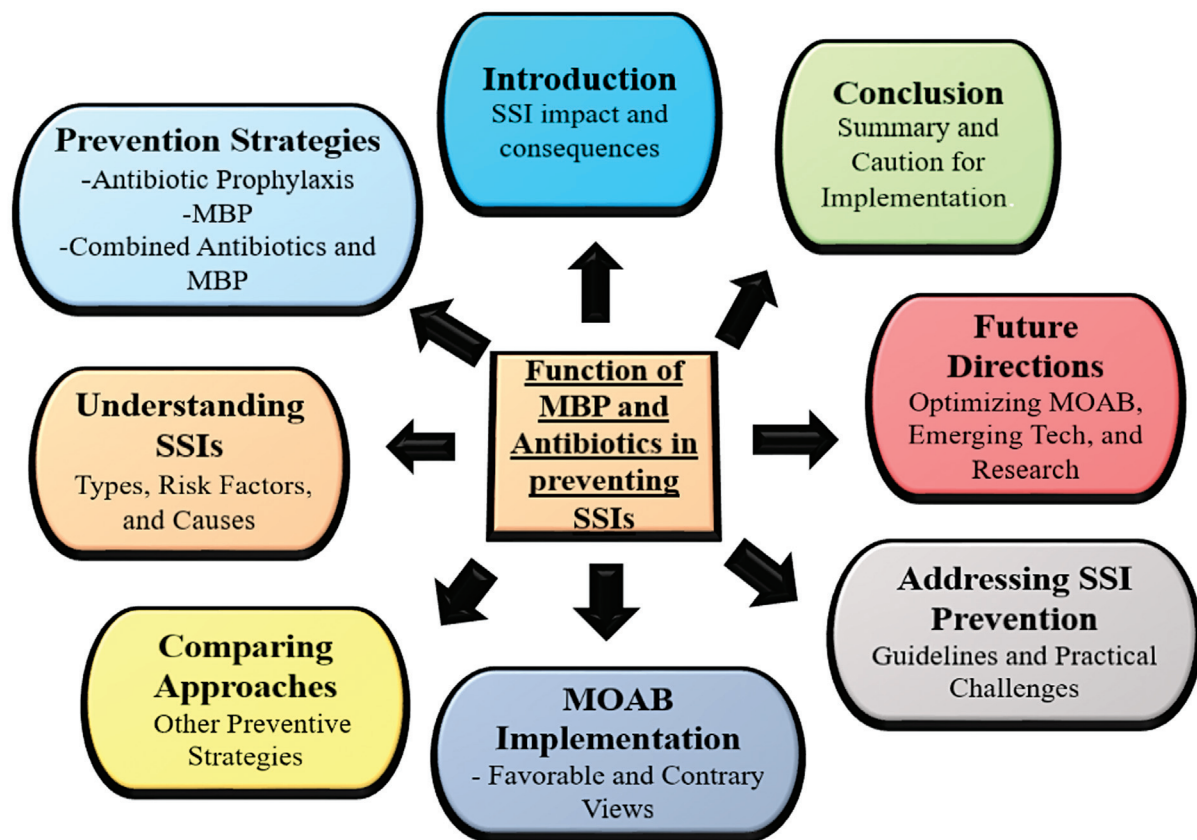 Introduction
SSI impact and
consequences
Conclusion
Summary and
Caution for
Implementation.
Prevention Strategies
-Antibiotic Prophylaxis
-MBP
-Combined Antibiotics and
MBP
Future
Directions
Optimizing MOAB,
Emerging Tech, and
Research
Function of
MBP and
Antibiotics in
preventing
SSIs
Understanding
SSIs
Types, Risk Factors,
and Causes
Addressing SSI
Prevention
Guidelines and Practical
Challenges
Comparing
Approaches
Other Preventive
Strategies
MOAB
Implementation
- Favorable and Contrary
Views